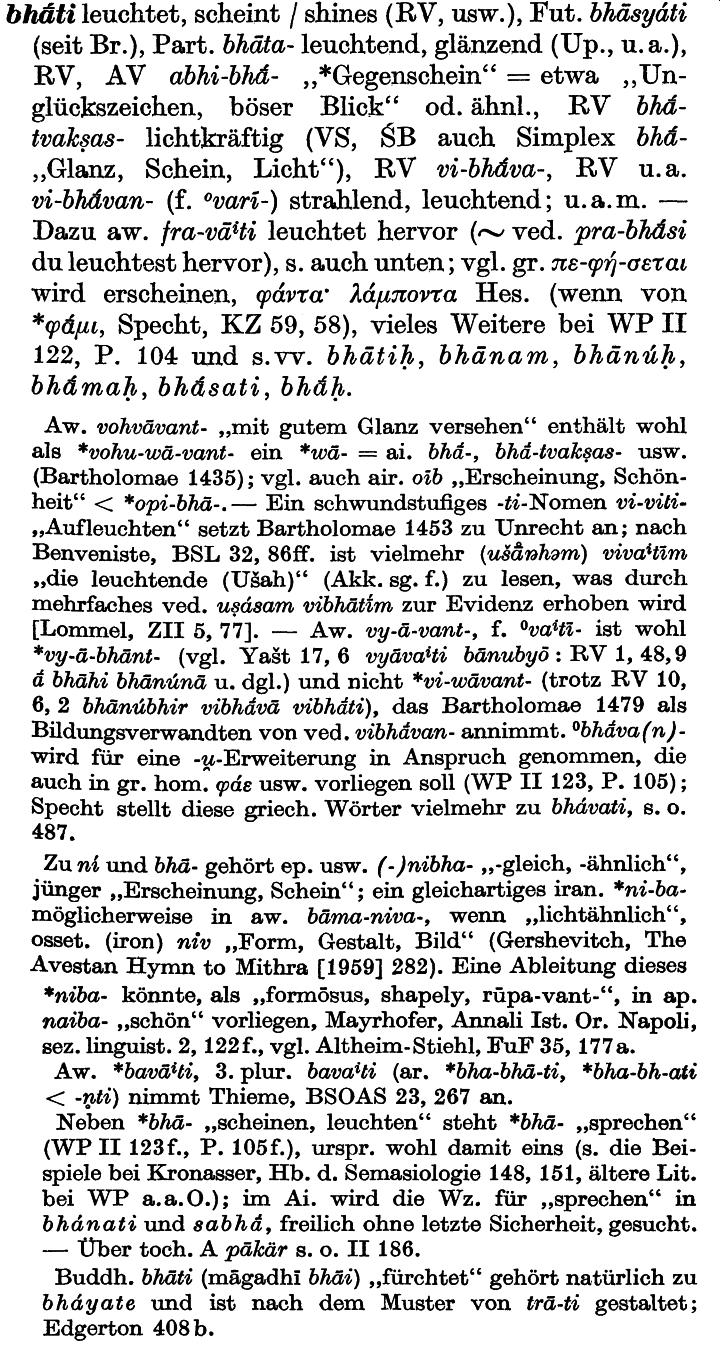 bhā́ti leuchtet, scheint / shines (RV, usw.), Fut. bhāsyáti
(seit Br.), Part. bhāta- leuchtend, glänzend (Up., u. a.),
RV, AV abhi-bhā́- „*Gegenschein“ = etwa „Un-
glückszeichen, böser Blick“ od. ähnl., RV bhā́-
tvakṣas- lichtkräftig (VS, ŚB auch Simplex bhā́-
„Glanz, Schein, Licht“), RV vi-bhā́va-, RV u. a.
vi-bhā́van- (f. ⁰varī-) strahlend, leuchtend; u. a. m. —
Dazu aw. fra-vāⁱti leuchtet hervor (∼ ved. pra-bhā́si
du leuchtest hervor), s. auch unten; vgl. gr. πε-φή-σεται
wird erscheinen, φάντα· λάμποντα Hes. (wenn von
*φᾱ́μι, Specht, KZ 59, 58), vieles Weitere bei WP II
122, P. 104 und s. vv. bhātiḥ, bhānam, bhānúḥ,
bhā́maḥ, bhā́sati, bhā́ḥ.
Aw. vohvāvant- „mit gutem Glanz versehen“ enthält wohl
als *vohu-wā-vant- ein *wā- = ai. bhā́-, bhā́-tvakṣas- usw.
(Bartholomae 1435); vgl. auch air. oīb „Erscheinung, Schön-
heit“ < *opi-bhā-. — Ein schwundstufiges -ti-Nomen vi-viti-
„Aufleuchten“ setzt Bartholomae 1453 zu Unrecht an; nach
Benveniste, BSL 32, 86ff. ist vielmehr (ušā̊ŋhəm) vivaⁱtīm
„die leuchtende (Ušah)“ (Akk. sg. f.) zu lesen, was durch
mehrfaches ved. uṣásam vibhātī́m zur Evidenz erhoben wird
[Lommel, ZII 5, 77]. — Aw. vy-ā-vant-, f. ⁰vaⁱtī- ist wohl
*vy-ā-bhānt- (vgl. Yašt 17, 6 vyāvaⁱti bānubyō : RV 1, 48, 9
ā́ bhāhi bhānúnā u. dgl.) und nicht *vi-wāvant- (trotz RV 10,
6, 2 bhānúbhir vibhā́vā vibhā́ti), das Bartholomae 1479 als
Bildungsverwandten von ved. vibhā́van- annimmt. ⁰bhāva(n)-
wird für eine -u̯-Erweiterung in Anspruch genommen, die
auch in gr. hom. φάε usw. vorliegen soll (WP II 123, P. 105);
Specht stellt diese griech. Wörter vielmehr zu bhávati, s. o.
487.
Zu ní und bhā- gehört ep. usw. (-)nibha- „-gleich, -ähnlich“,
jünger „Erscheinung, Schein“; ein gleichartiges iran. *ni-ba-
möglicherweise in aw. bāma-niva-, wenn „lichtähnlich“,
osset. (iron) niv „Form, Gestalt, Bild“ (Gershevitch, The
Avestan Hymn to Mithra [1959] 282). Eine Ableitung dieses
*niba- könnte, als „formōsus, shapely, rūpa-vant-“, in ap.
naiba- „schön“ vorliegen, Mayrhofer, Annali Ist. Or. Napoli,
sez. linguist. 2, 122f., vgl. Altheim-Stiehl, FuF 35, 177 a.
Aw. *bavāⁱti, 3. plur. bavaⁱti (ar. *bha-bhā-ti, *bha-bh-ati
< -n̥ti) nimmt Thieme, BSOAS 23, 267 an.
Neben *bhā- „scheinen, leuchten“ steht *bhā- „sprechen“
(WP II 123f., P. 105f.), urspr. wohl damit eins (s. die Bei-
spiele bei Kronasser, Hb. d. Semasiologie 148, 151, ältere Lit.
bei WP a.a.O.); im Ai. wird die Wz. für „sprechen“ in
bhánati und sabhā́, freilich ohne letzte Sicherheit, gesucht.
— Über toch. A pākär s. o. II 186.
Buddh. bhāti (māgadhī bhāi) „fürchtet“ gehört natürlich zu
bháyate und ist nach dem Muster von trā-ti gestaltet;
Edgerton 408 b.